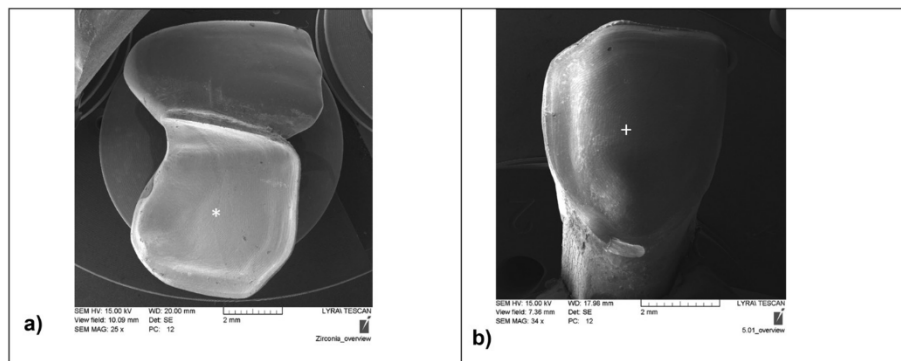 *
SEM HV: 15.00 kV WD: 20.00 mm LYRA\ TESCAN
View field: 10.09 mm Det: SE 2 mm
SEM MAG: 25 x PC: 12 Zirconia_overview
a)
+
SEM HV: 15.00 kV WD: 17.98 mm LYRA\ TESCAN
View field: 7.36 mm Det: SE 2 mm
SEM MAG: 34 x PC: 12 5.01_overview
b)